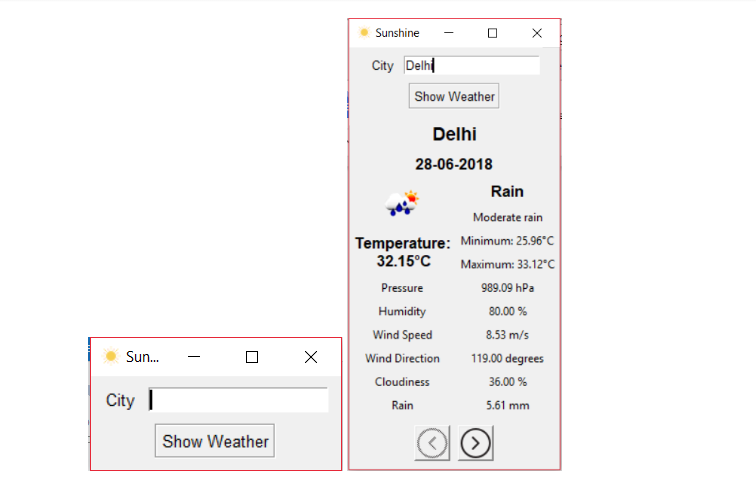 Sun...
City
Show Weather
Sunshine
City Delhi
Show Weather
Delhi
28-06-2018
Rain
Moderate rain
Temperature: Minimum: 25.96°C
32.15°C Maximum: 33.12°C
Pressure 989.09 hPa
Humidity 80.00 %
Wind Speed 8.53 m/s
Wind Direction 119.00 degrees
Cloudiness 36.00 %
Rain 5.61 mm